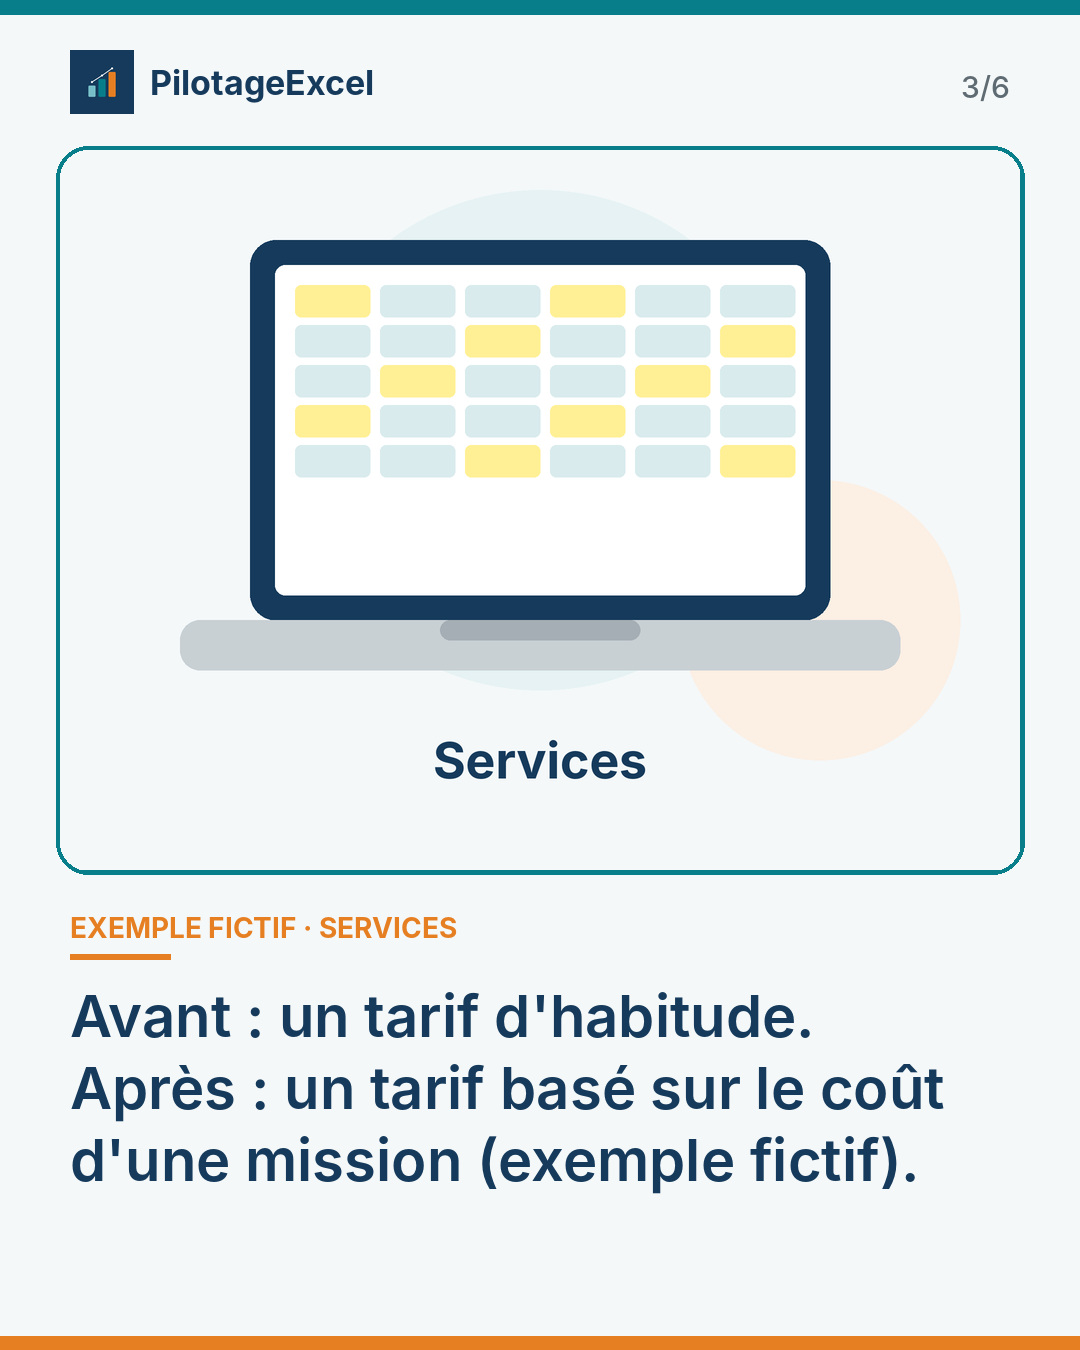 PilotageExcel
3/6
Services
EXEMPLE FICTIF · SERVICES
Avant : un tarif d'habitude.
Après : un tarif basé sur le coût
d'une mission (exemple fictif).